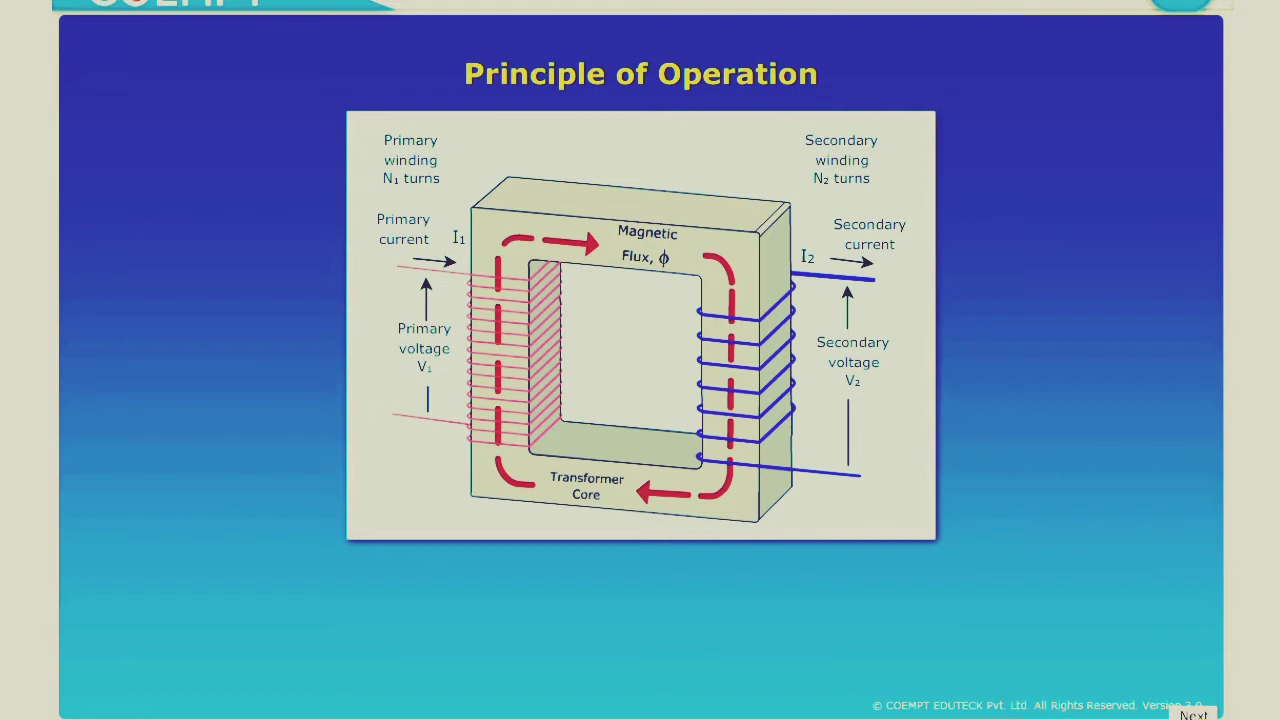 Principle of Operation
Primary
winding
N₁ turns
Secondary
winding
N₂ turns
Primary
current
I₁
Magnetic
Flux, ϕ
Secondary
current
I₂
Primary
voltage
V₁
Secondary
voltage
V₂
Transformer
Core
© COEMPT EDUTECK Pvt. Ltd. All Rights Reserved. Version
Next